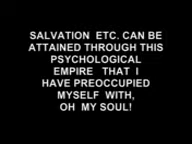 SALVATION ETC. CAN BE
ATTAINED THROUGH THIS
PSYCHOLOGICAL
EMPIRE THAT I
HAVE PREOCCUPIED
MYSELF WITH,
OH MY SOUL!